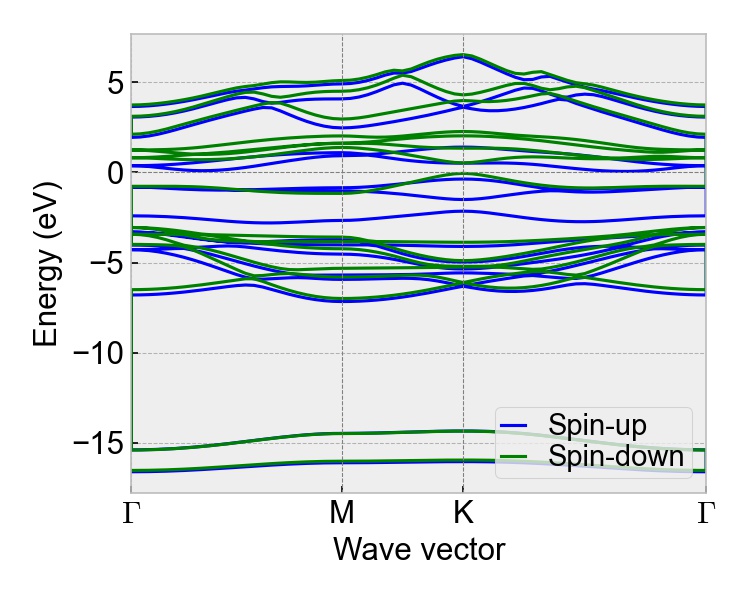 Energy (eV)
5
0
−5
−10
−15
Spin-up
Spin-down
Γ M K Γ
Wave vector